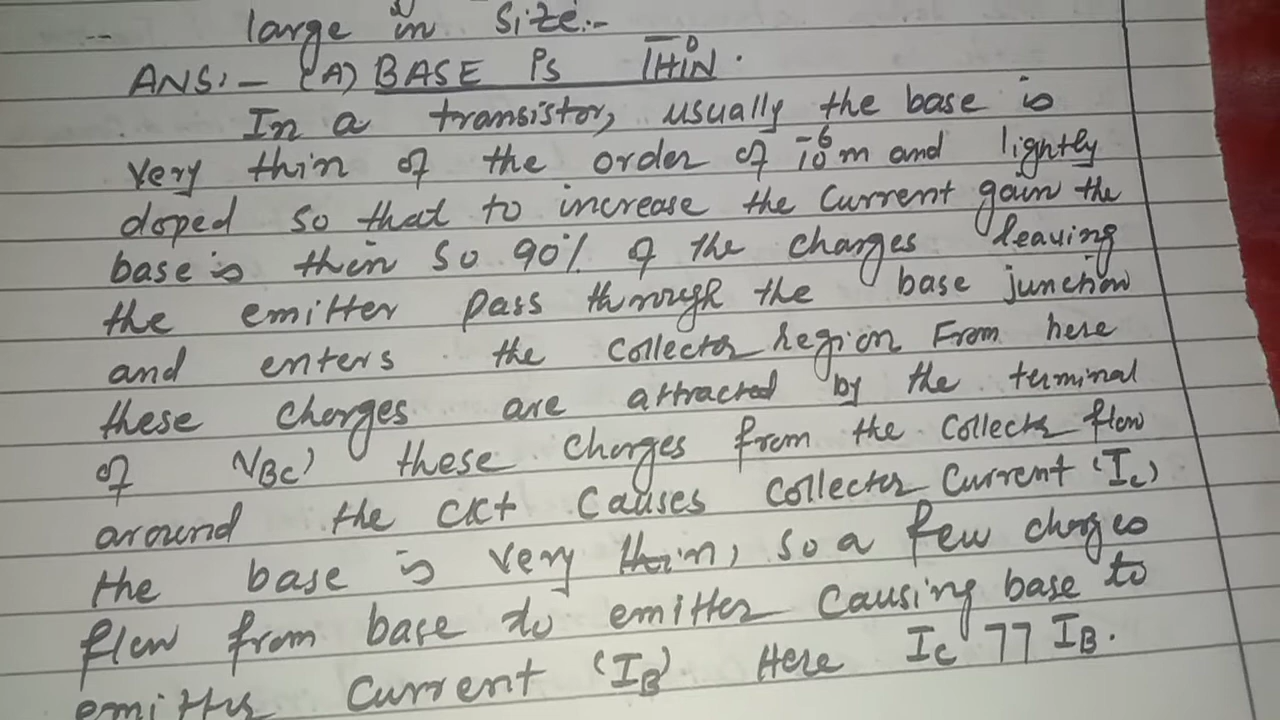 large in size:-
ANS:- (A) BASE is THIN.
In a transistor, usually the base is
very thin of the order of 10⁻⁶m and lightly
doped so that to increase the current gain the
base is thin so 90% of the charges leaving
the emitter pass through the base junction
and enters the collector region From here
these charges are attracted by the terminal
of VBC, these charges from the collector flow
around the ckt causes collector current (Ic)
the base is very thin, so a few charges
flow from base to emitter causing base to
emitter current (IB) Here Ic >> IB.